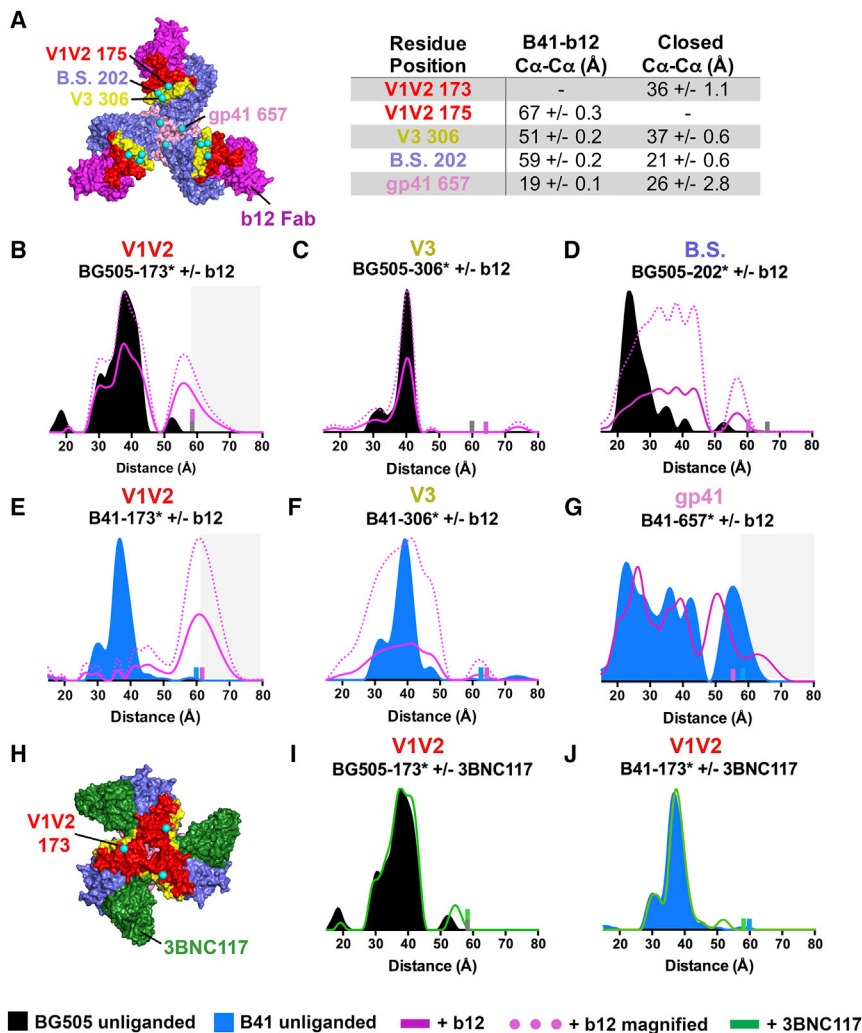 A
V1V2 175
B.S. 202
V3 306
gp41 657
b12 Fab
Residue Position B41-b12 Cα-Cα (Å) Closed Cα-Cα (Å)
V1V2 173 - 36 +/- 1.1
V1V2 175 67 +/- 0.3 -
V3 306 51 +/- 0.2 37 +/- 0.6
B.S. 202 59 +/- 0.2 21 +/- 0.6
gp41 657 19 +/- 0.1 26 +/- 2.8
B
V1V2
BG505-173* +/- b12
20 30 40 50 60 70 80
Distance (Å)
C
V3
BG505-306* +/- b12
20 30 40 50 60 70 80
Distance (Å)
D
B.S.
BG505-202* +/- b12
20 30 40 50 60 70 80
Distance (Å)
E
V1V2
B41-173* +/- b12
20 30 40 50 60 70 80
Distance (Å)
F
V3
B41-306* +/- b12
20 30 40 50 60 70 80
Distance (Å)
G
gp41
B41-657* +/- b12
20 30 40 50 60 70 80
Distance (Å)
H
V1V2
173
3BNC117
I
V1V2
BG505-173* +/- 3BNC117
20 30 40 50 60 70 80
Distance (Å)
J
V1V2
B41-173* +/- 3BNC117
20 30 40 50 60 70 80
Distance (Å)
BG505 unliganded B41 unliganded + b12 + b12 magnified + 3BNC117